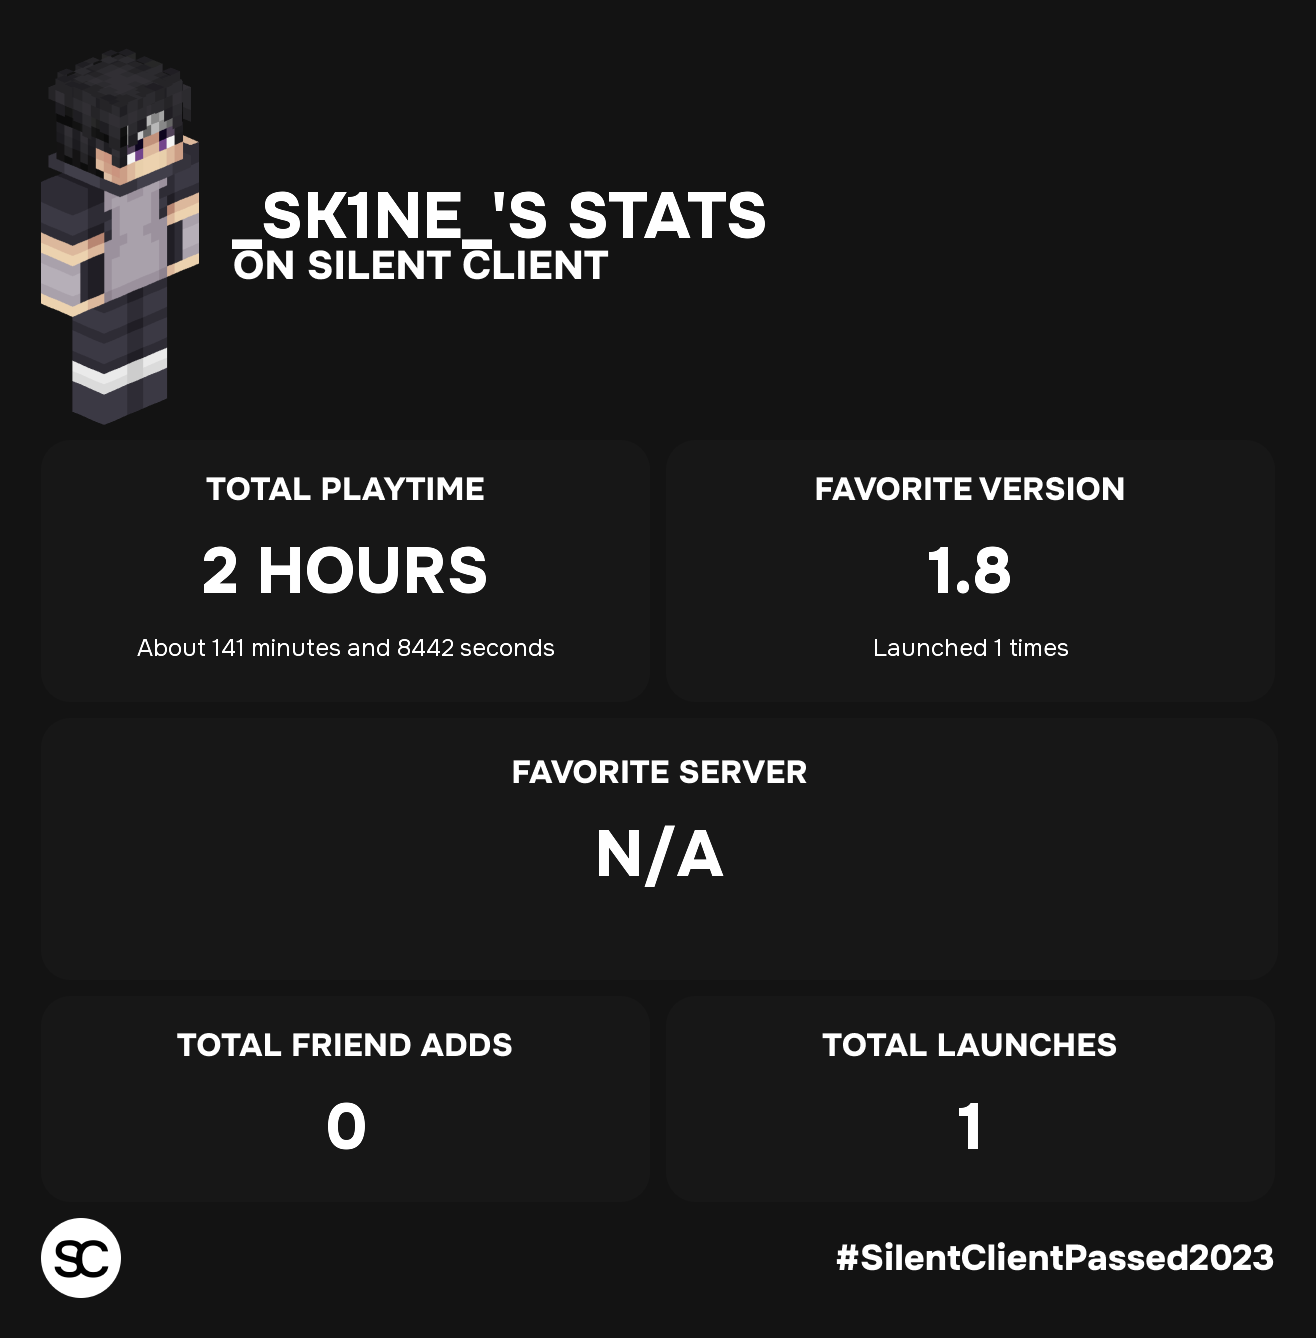 _SK1NE_'S STATS
ON SILENT CLIENT
TOTAL PLAYTIME
2 HOURS
About 141 minutes and 8442 seconds
FAVORITE VERSION
1.8
Launched 1 times
FAVORITE SERVER
N/A
TOTAL FRIEND ADDS
0
TOTAL LAUNCHES
1
SC
#SilentClientPassed2023